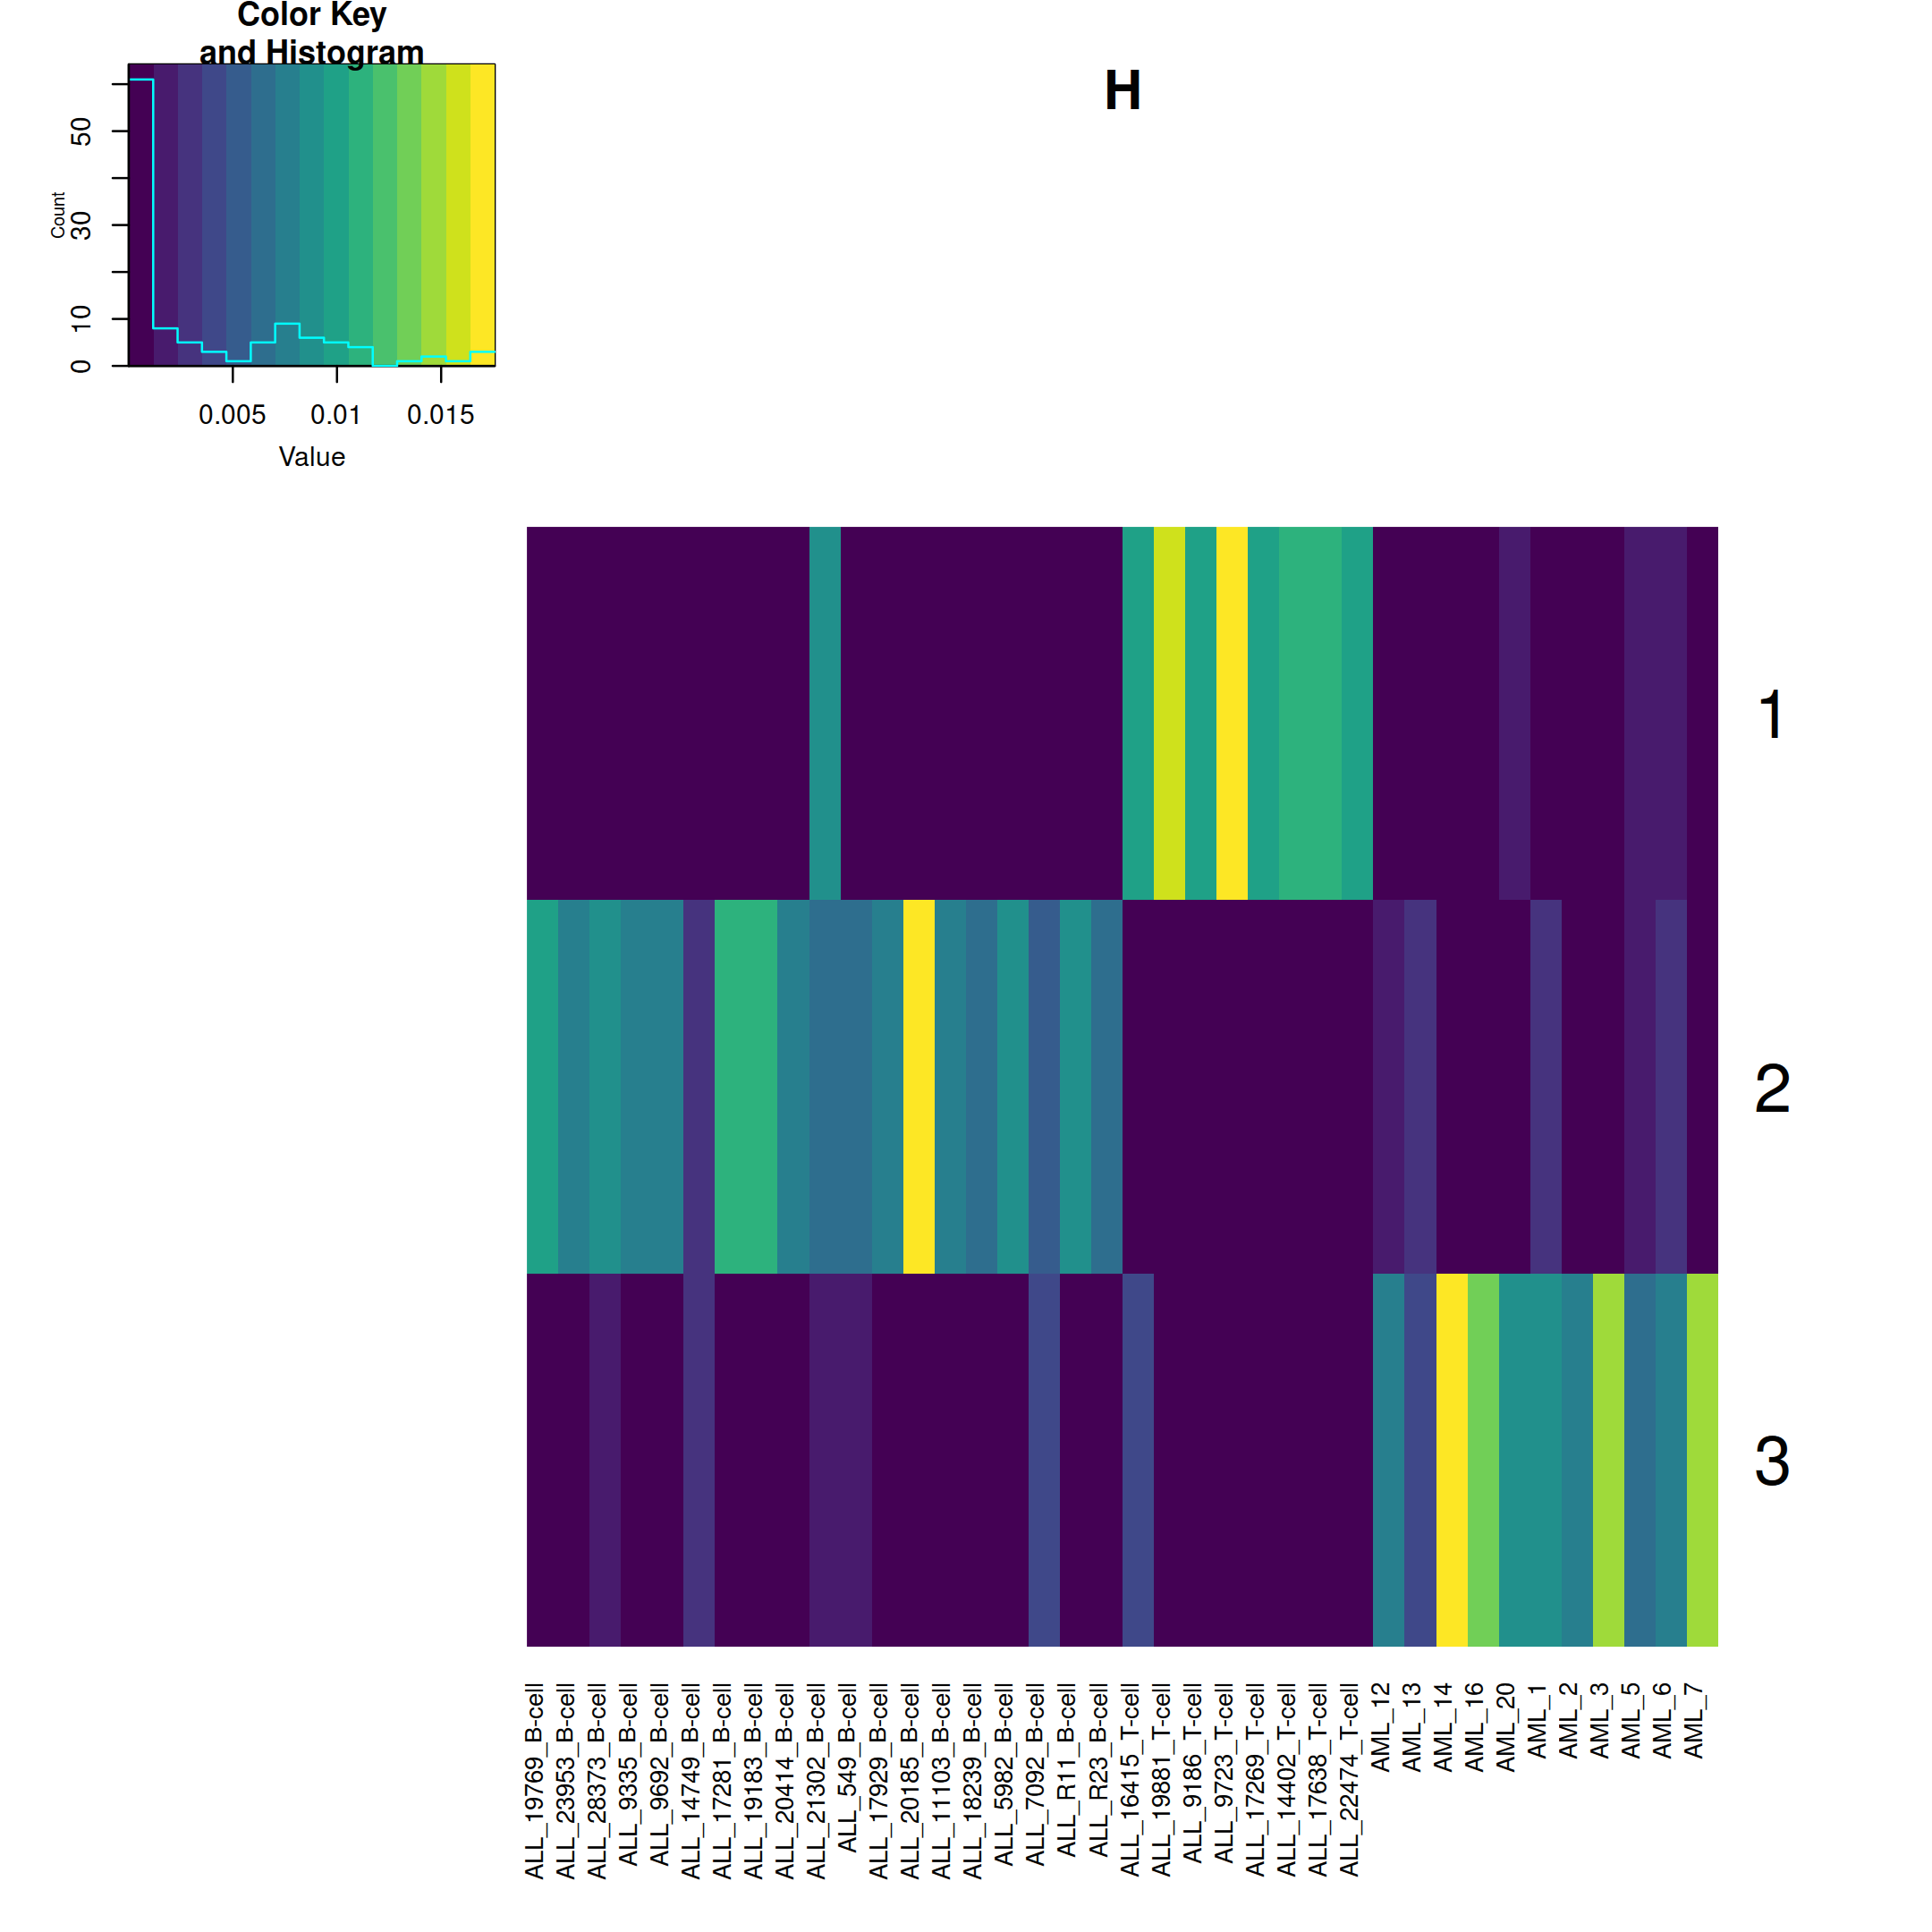 Color Key
and Histogram
H
Count
0
10
30
50
0.005 0.01 0.015
Value
1
2
3
ALL_19769_B-cell
ALL_23953_B-cell
ALL_28373_B-cell
ALL_9335_B-cell
ALL_9692_B-cell
ALL_14749_B-cell
ALL_17281_B-cell
ALL_19183_B-cell
ALL_20414_B-cell
ALL_21302_B-cell
ALL_549_B-cell
ALL_17929_B-cell
ALL_20185_B-cell
ALL_11103_B-cell
ALL_18239_B-cell
ALL_5982_B-cell
ALL_7092_B-cell
ALL_R11_B-cell
ALL_R23_B-cell
ALL_16415_T-cell
ALL_19881_T-cell
ALL_9186_T-cell
ALL_9723_T-cell
ALL_17269_T-cell
ALL_14402_T-cell
ALL_17638_T-cell
ALL_22474_T-cell
AML_12
AML_13
AML_14
AML_16
AML_20
AML_1
AML_2
AML_3
AML_5
AML_6
AML_7